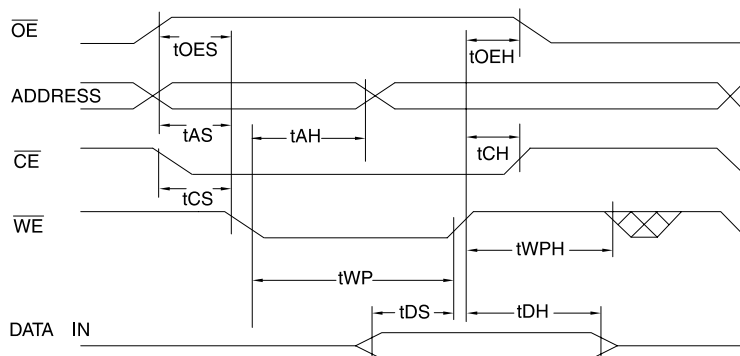 OE
tOES
tOEH
ADDRESS
tAS
tAH
tCH
CE
tCS
WE
tWPH
tWP
tDS
tDH
DATA IN